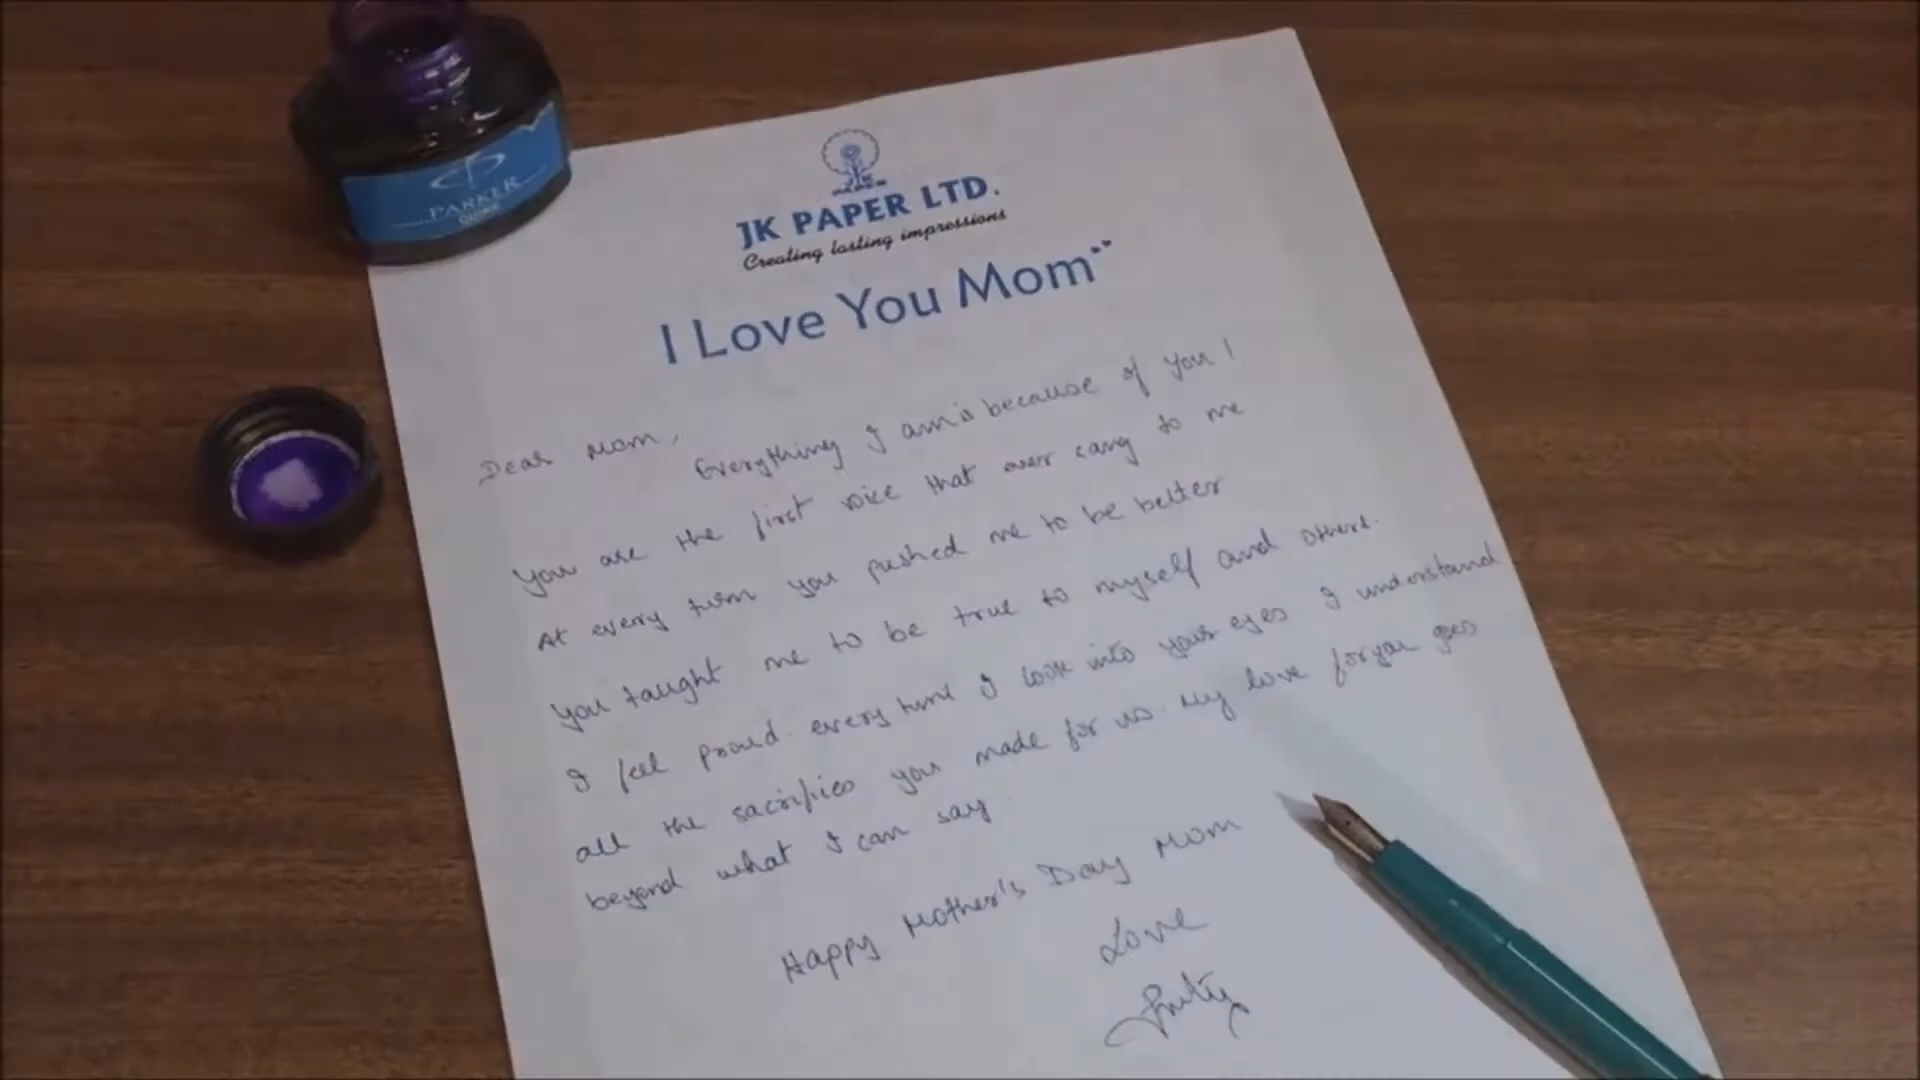 PARKER
QUINK
JK PAPER LTD.
Creating lasting impressions
I Love You Mom
Dear Mom,
Everything I am is because of you!
You are the first voice that ever sang to me
At every turn you pushed me to be better
You taught me to be true to myself and others.
I feel proud every time I look into your eyes I understand
all the sacrifies you made for us. My love for you goes
beyond what I can say.
Happy Mother's Day Mom
Love